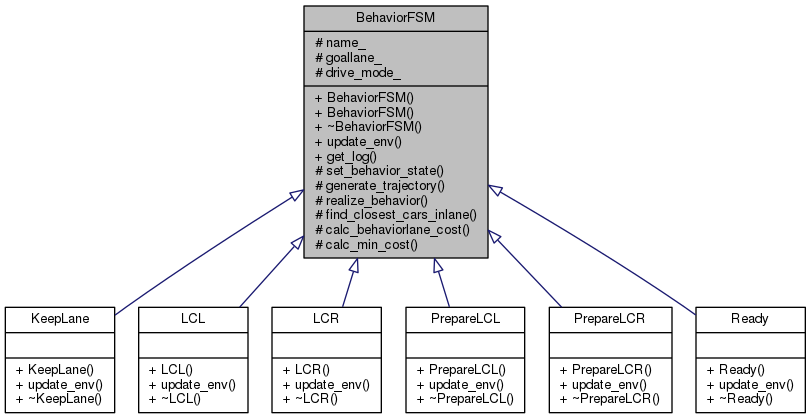 BehaviorFSM
# name_
# goallane_
# drive_mode_
+ BehaviorFSM()
+ BehaviorFSM()
+ ~BehaviorFSM()
+ update_env()
+ get_log()
# set_behavior_state()
# generate_trajectory()
# realize_behavior()
# find_closest_cars_inlane()
# calc_behaviorlane_cost()
# calc_min_cost()
KeepLane
+ KeepLane()
+ update_env()
+ ~KeepLane()
LCL
+ LCL()
+ update_env()
+ ~LCL()
LCR
+ LCR()
+ update_env()
+ ~LCR()
PrepareLCL
+ PrepareLCL()
+ update_env()
+ ~PrepareLCL()
PrepareLCR
+ PrepareLCR()
+ update_env()
+ ~PrepareLCR()
Ready
+ Ready()
+ update_env()
+ ~Ready()